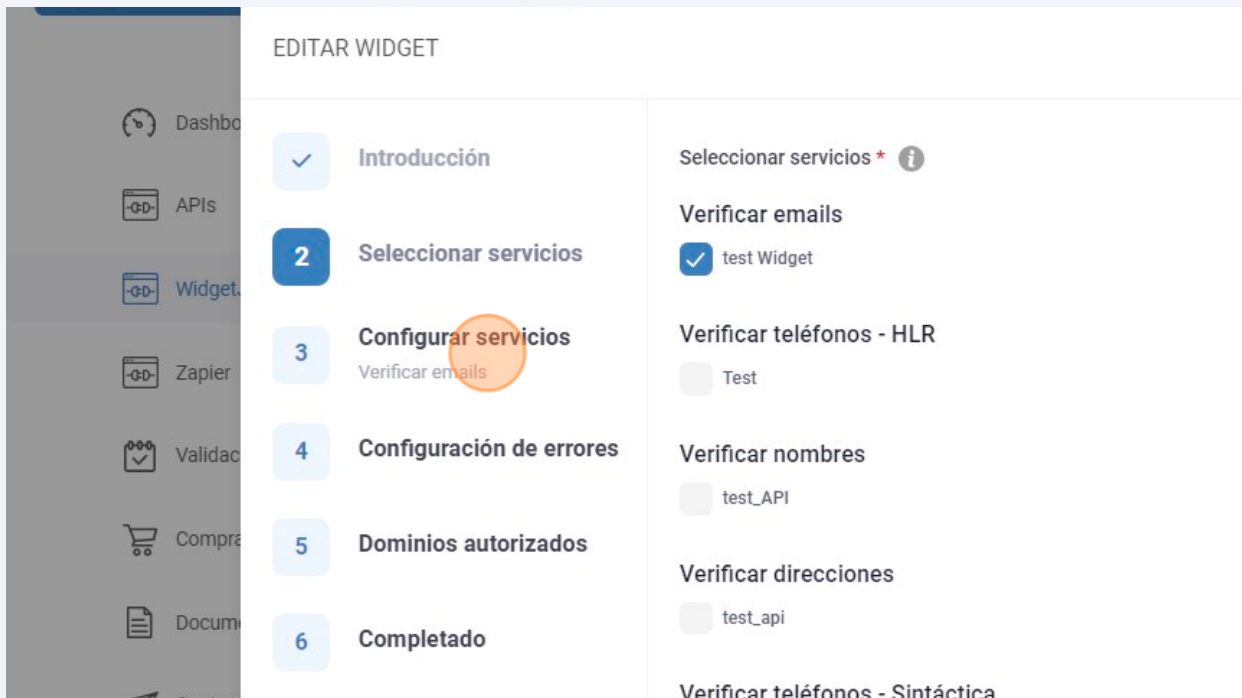 EDITAR WIDGET
Dashbo
APIs
Widget.
Zapier
Validac
Compra
Docum
Introducción
2
Seleccionar servicios
3
Configurar servicios
Verificar emails
4
Configuración de errores
5
Dominios autorizados
6
Completado
Seleccionar servicios *
Verificar emails
test Widget
Verificar teléfonos - HLR
Test
Verificar nombres
test_API
Verificar direcciones
test_api
Verificar teléfonos - Sintáctica